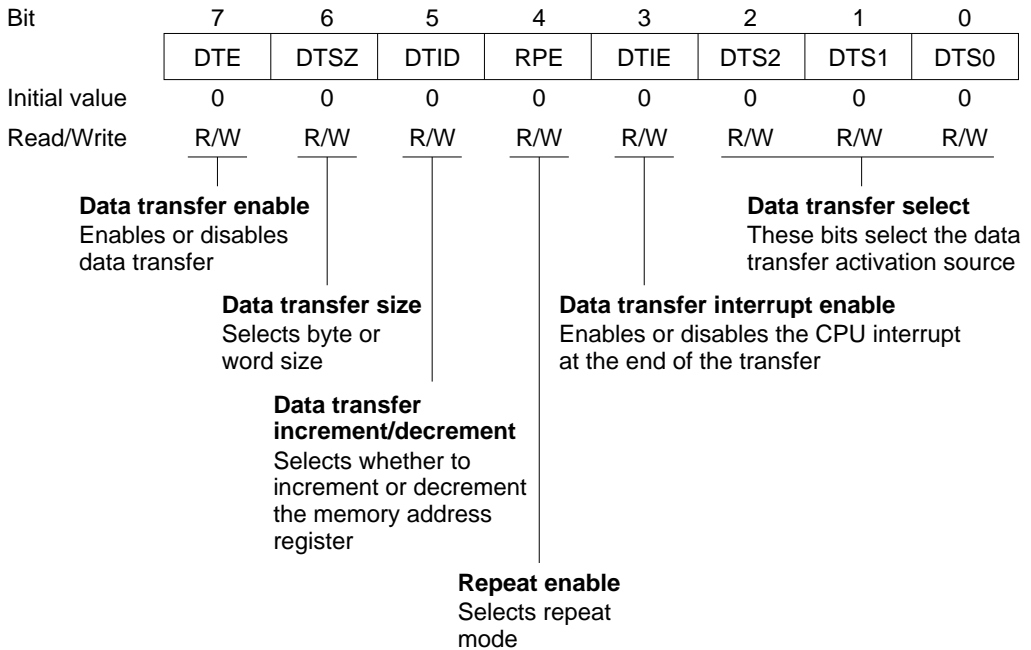 Bit 7 6 5 4 3 2 1 0
DTE DTSZ DTID RPE DTIE DTS2 DTS1 DTS0
Initial value 0 0 0 0 0 0 0 0
Read/Write R/W R/W R/W R/W R/W R/W R/W R/W
Data transfer enable
Enables or disables
data transfer
Data transfer select
These bits select the data
transfer activation source
Data transfer size
Selects byte or
word size
Data transfer interrupt enable
Enables or disables the CPU interrupt
at the end of the transfer
Data transfer
increment/decrement
Selects whether to
increment or decrement
the memory address
register
Repeat enable
Selects repeat
mode